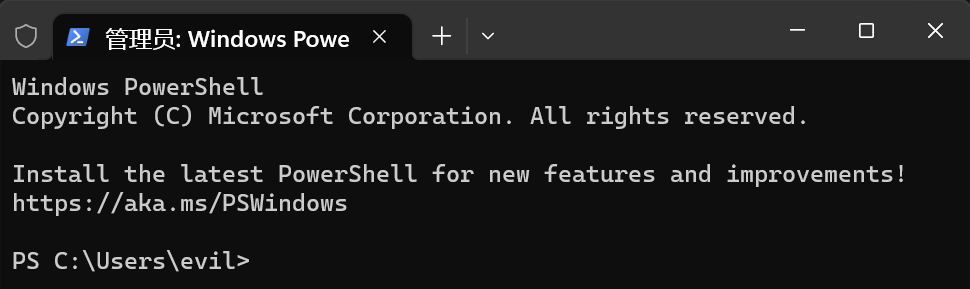 管理员: Windows Powe
Windows PowerShell
Copyright (C) Microsoft Corporation. All rights reserved.
Install the latest PowerShell for new features and improvements!
https://aka.ms/PSWindows
PS C:\Users\evil>